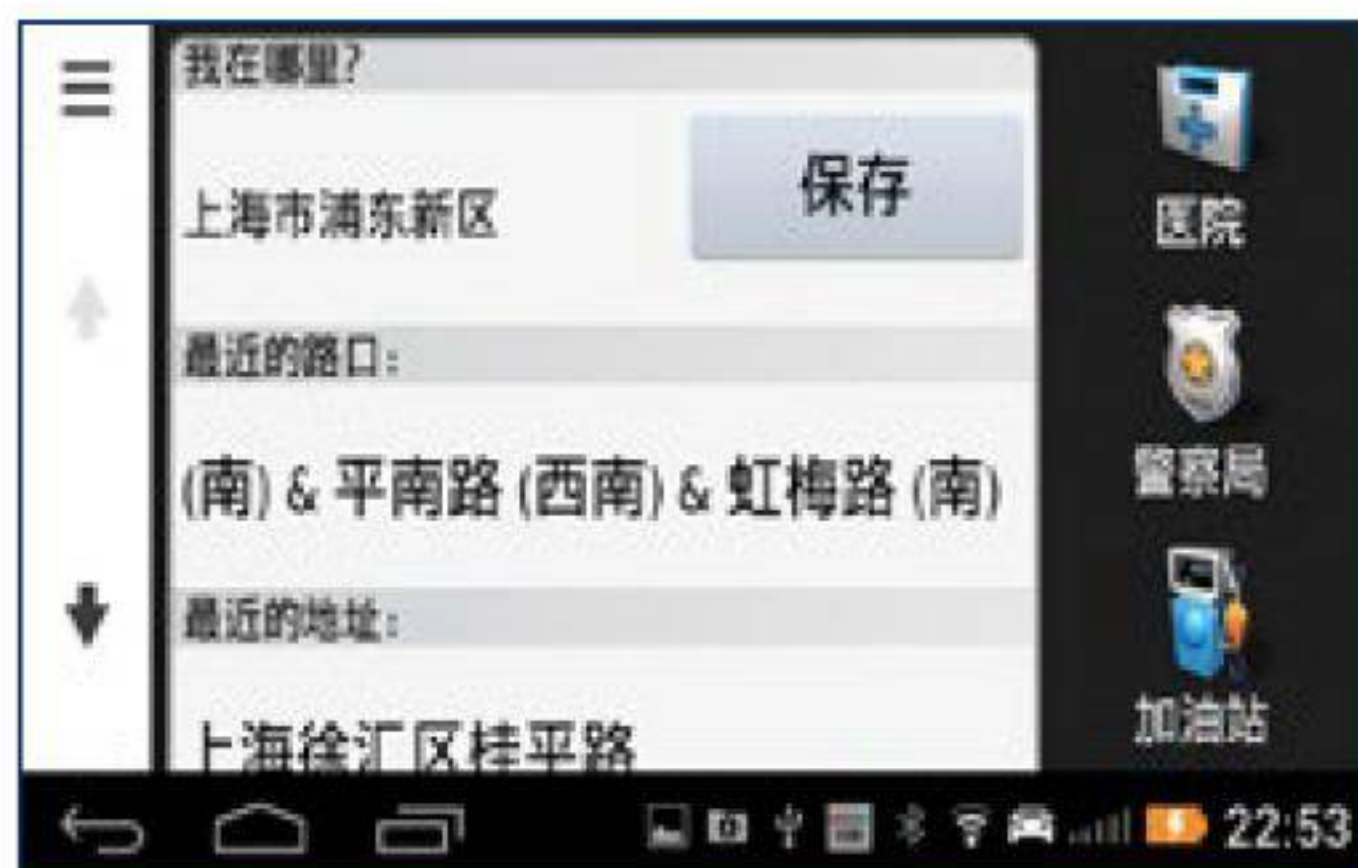 我在哪里?
上海市浦东新区
保存
最近的路口:
(南) & 平南路 (西南) & 虹梅路 (南)
最近的地址:
上海徐汇区桂平路
医院
警察局
加油站
22:53